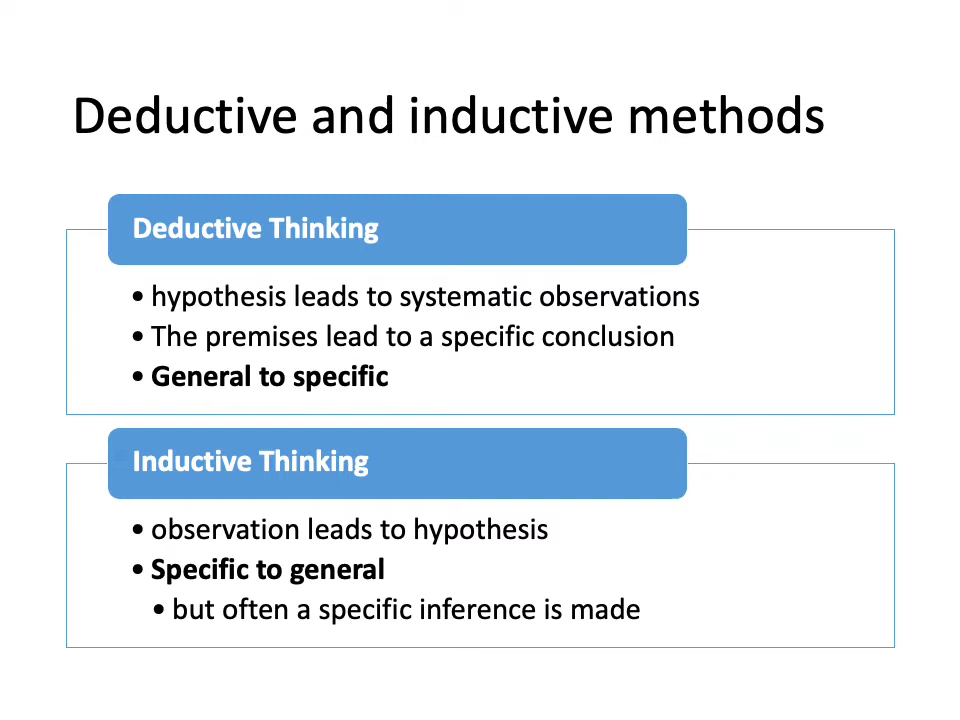 Deductive and inductive methods
Deductive Thinking
• hypothesis leads to systematic observations
• The premises lead to a specific conclusion
• General to specific
Inductive Thinking
• observation leads to hypothesis
• Specific to general
• but often a specific inference is made